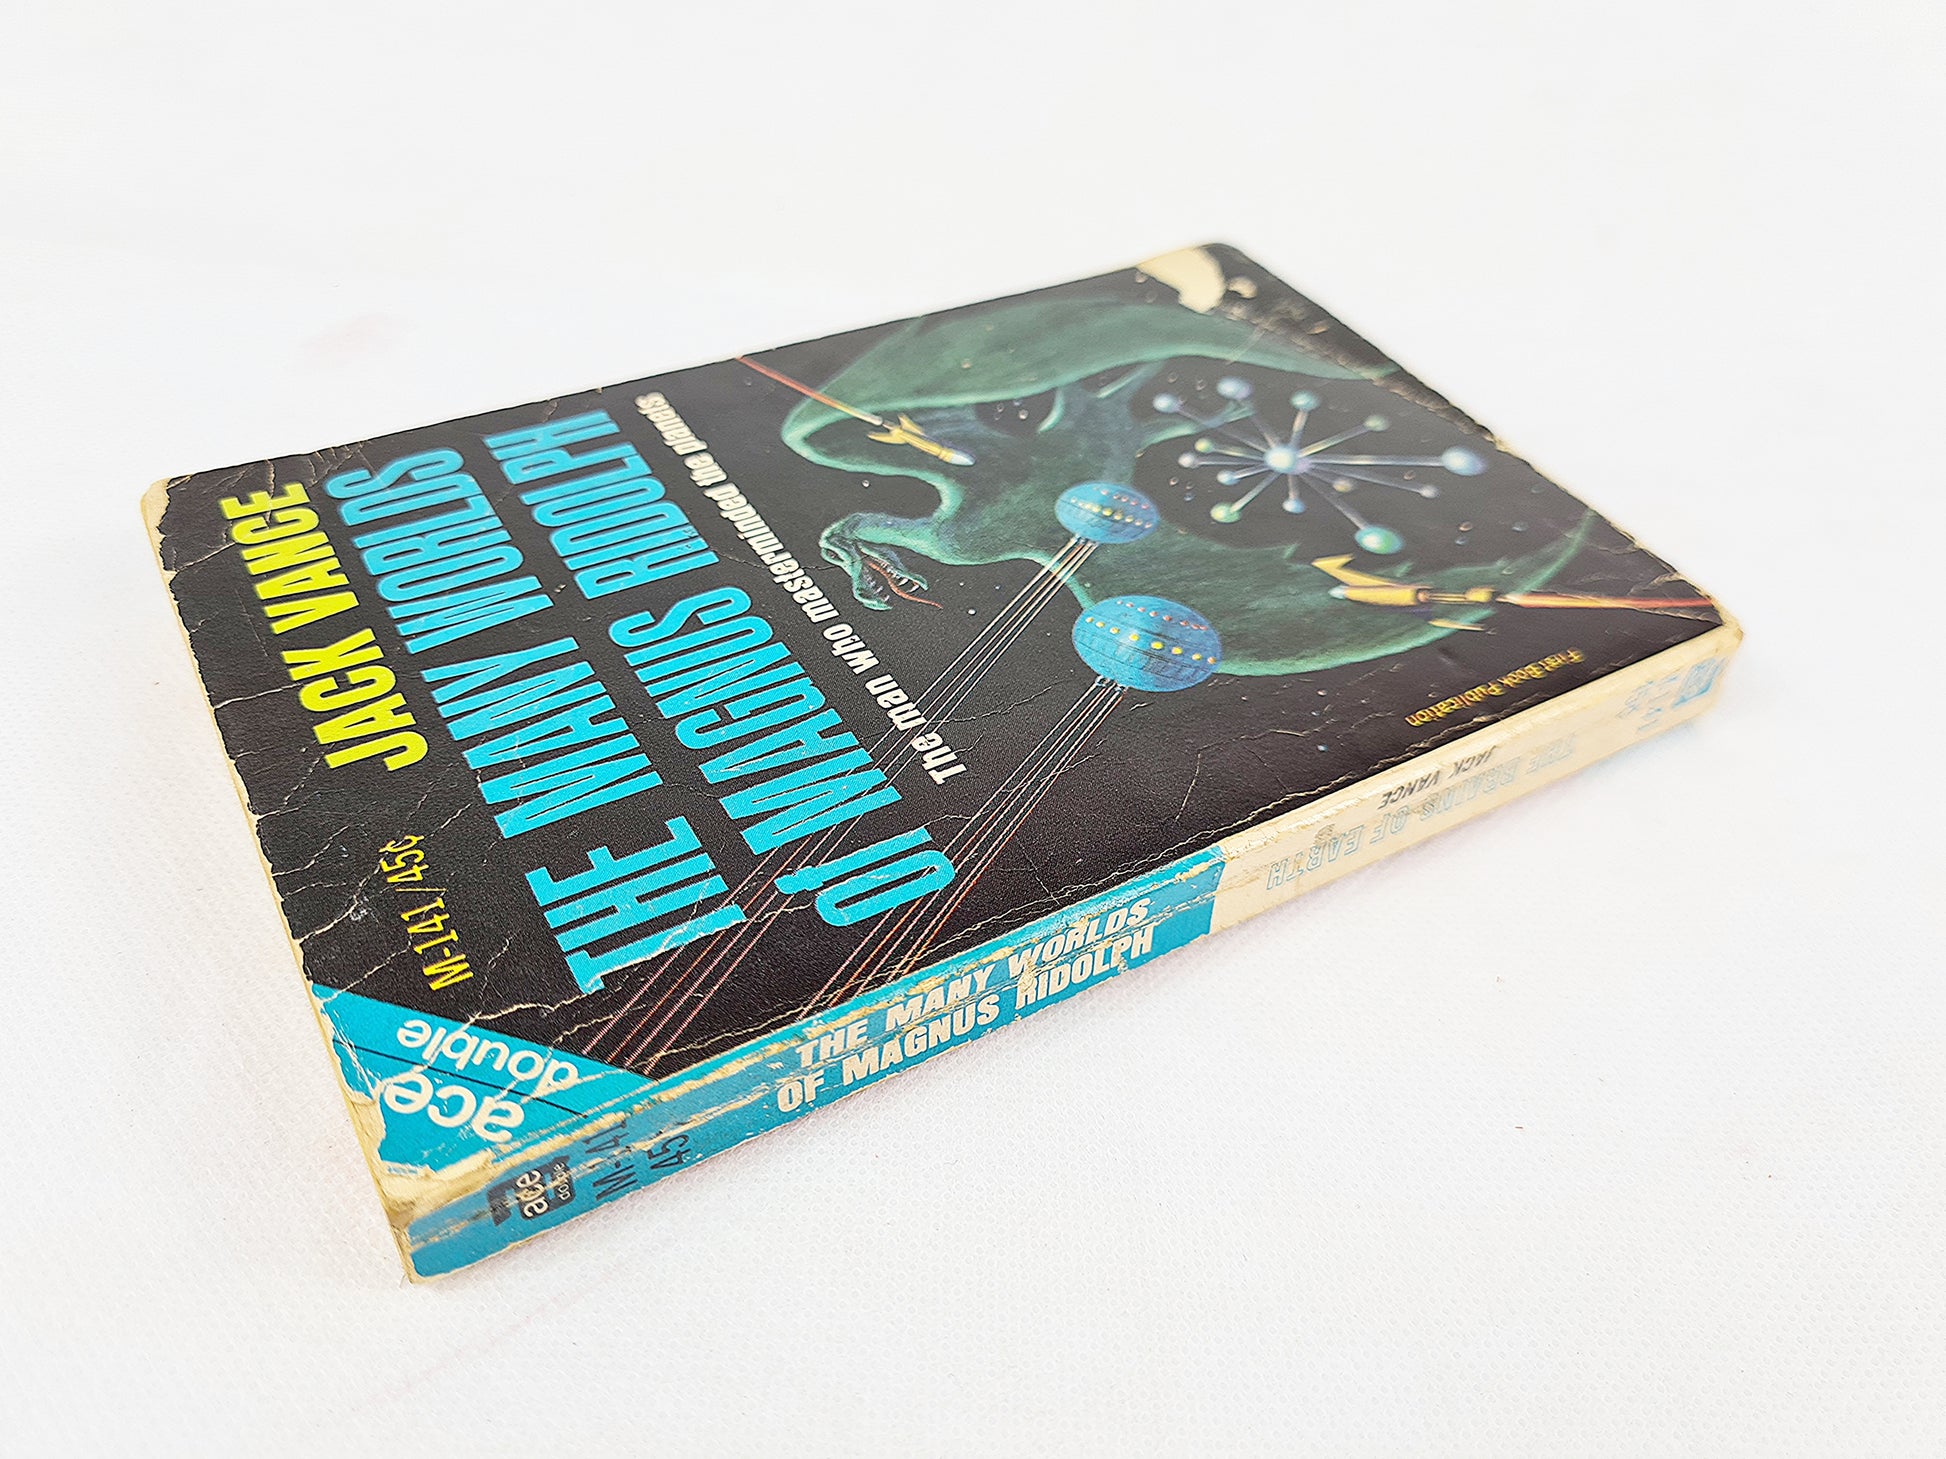 ace
double
M-141/45¢
JACK VANCE
THE MANY WORLDS
OF MAGNUS RIDOLPH
The man who masterminded the planets
First Book Publication
ace
double
M-141
45¢
THE MANY WORLDS
OF MAGNUS RIDOLPH
THE BRAINS OF EARTH
JACK VANCE